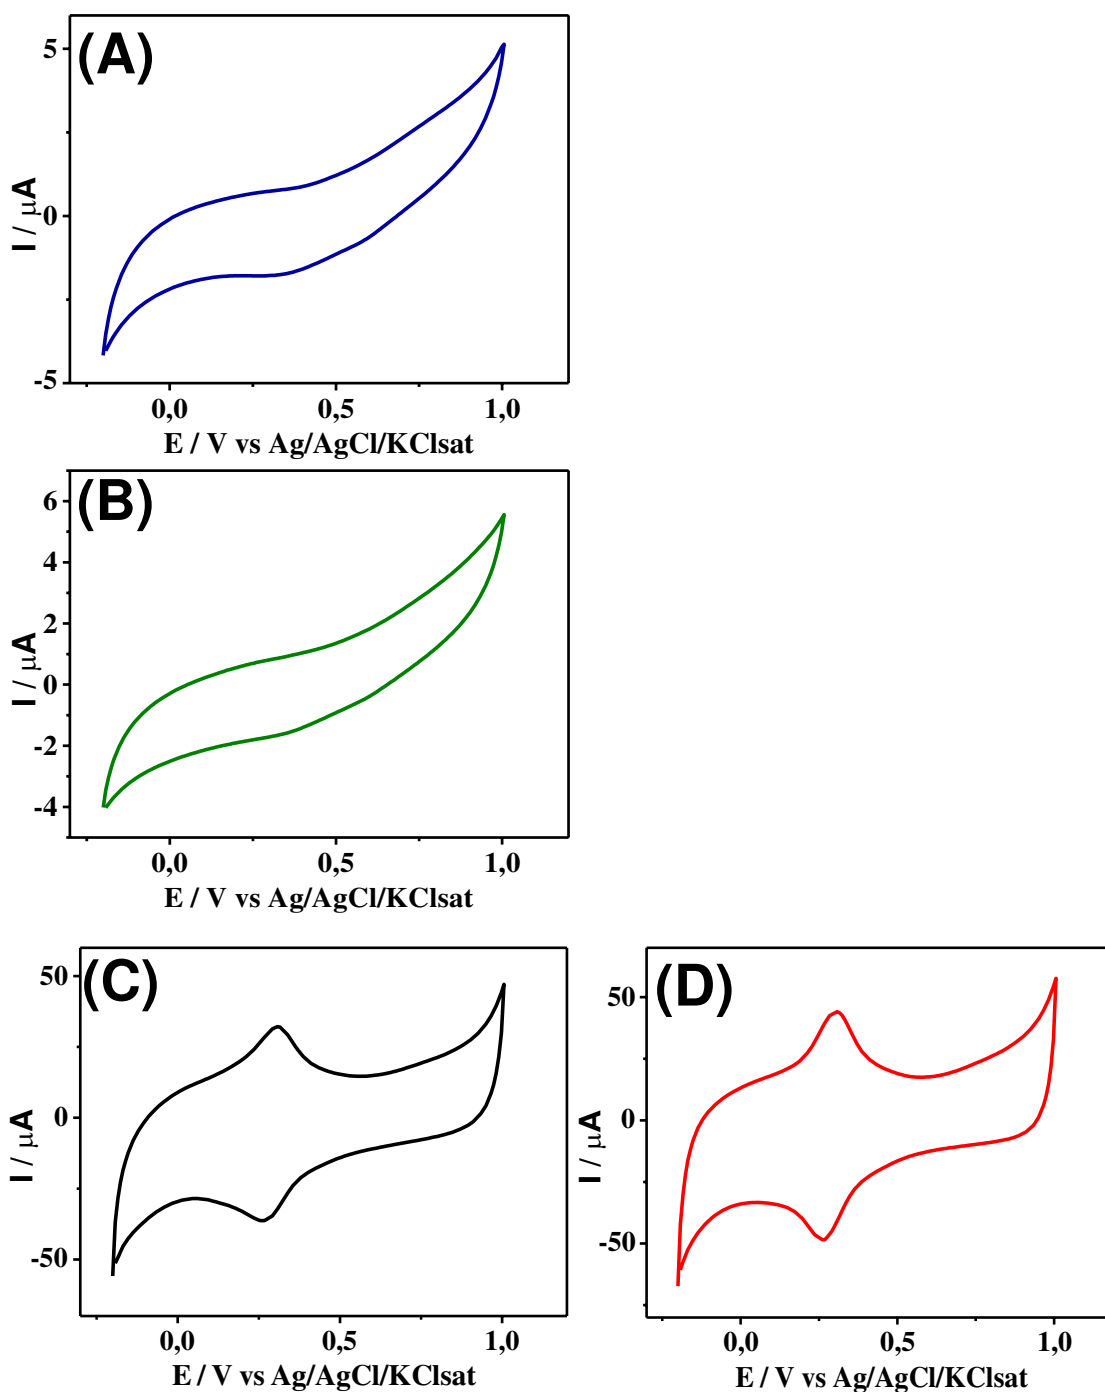 (A)
5
0
-5
I / µA
0,0 0,5 1,0
E / V vs Ag/AgCl/KClsat
(B)
6
4
2
0
-2
-4
I / µA
0,0 0,5 1,0
E / V vs Ag/AgCl/KClsat
(C)
50
0
-50
I / µA
0,0 0,5 1,0
E / V vs Ag/AgCl/KClsat
(D)
50
0
-50
I / µA
0,0 0,5 1,0
E / V vs Ag/AgCl/KClsat